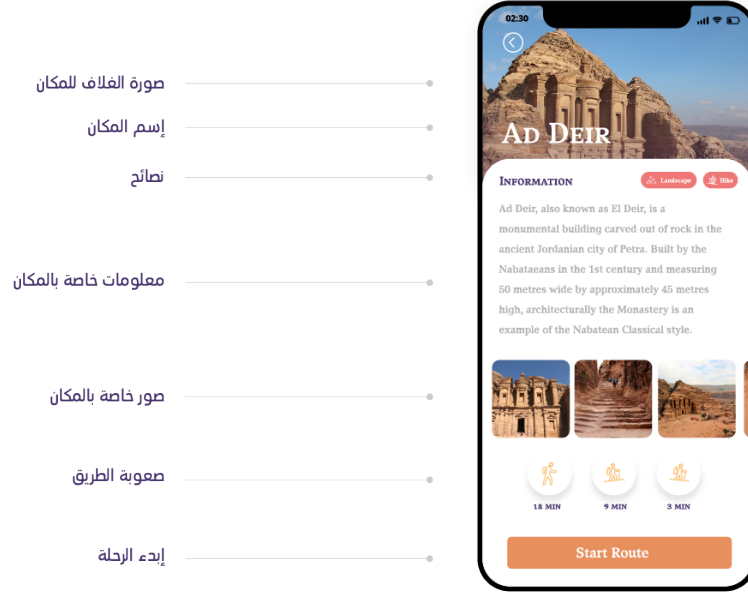 صورة الغلاف للمكان
إسم المكان
نصائح
معلومات خاصة بالمكان
صور خاصة بالمكان
صعوبة الطريق
إبدء الرحلة
02:30
AD DEIR
INFORMATION
Landscape
Hike
Ad Deir, also known as El Deir, is a
monumental building carved out of rock in the
ancient Jordanian city of Petra. Built by the
Nabataeans in the 1st century and measuring
50 metres wide by approximately 45 metres
high, architecturally the Monastery is an
example of the Nabatean Classical style.
18 MIN
9 MIN
3 MIN
Start Route